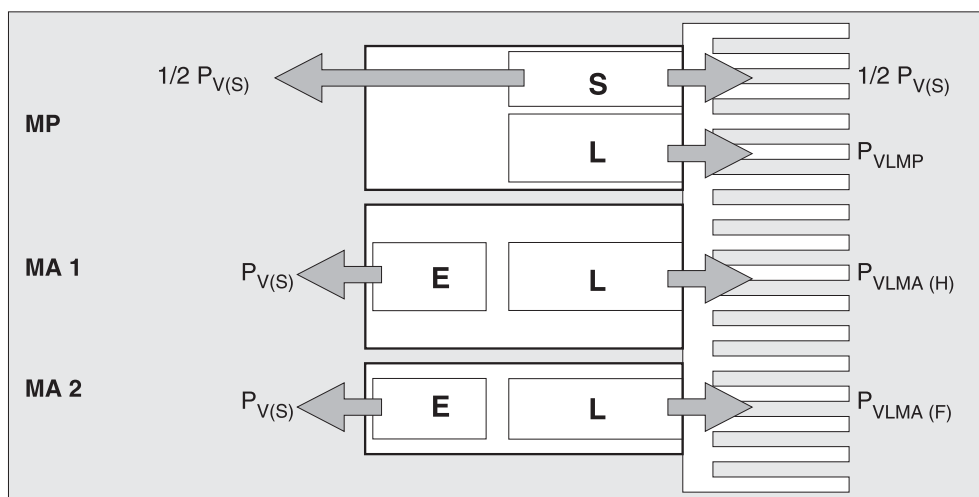 1/2 P_V(S) S 1/2 P_V(S)
MP
L P_VLMP
MA 1 P_V(S) E L P_VLMA (H)
MA 2 P_V(S) E L P_VLMA (F)